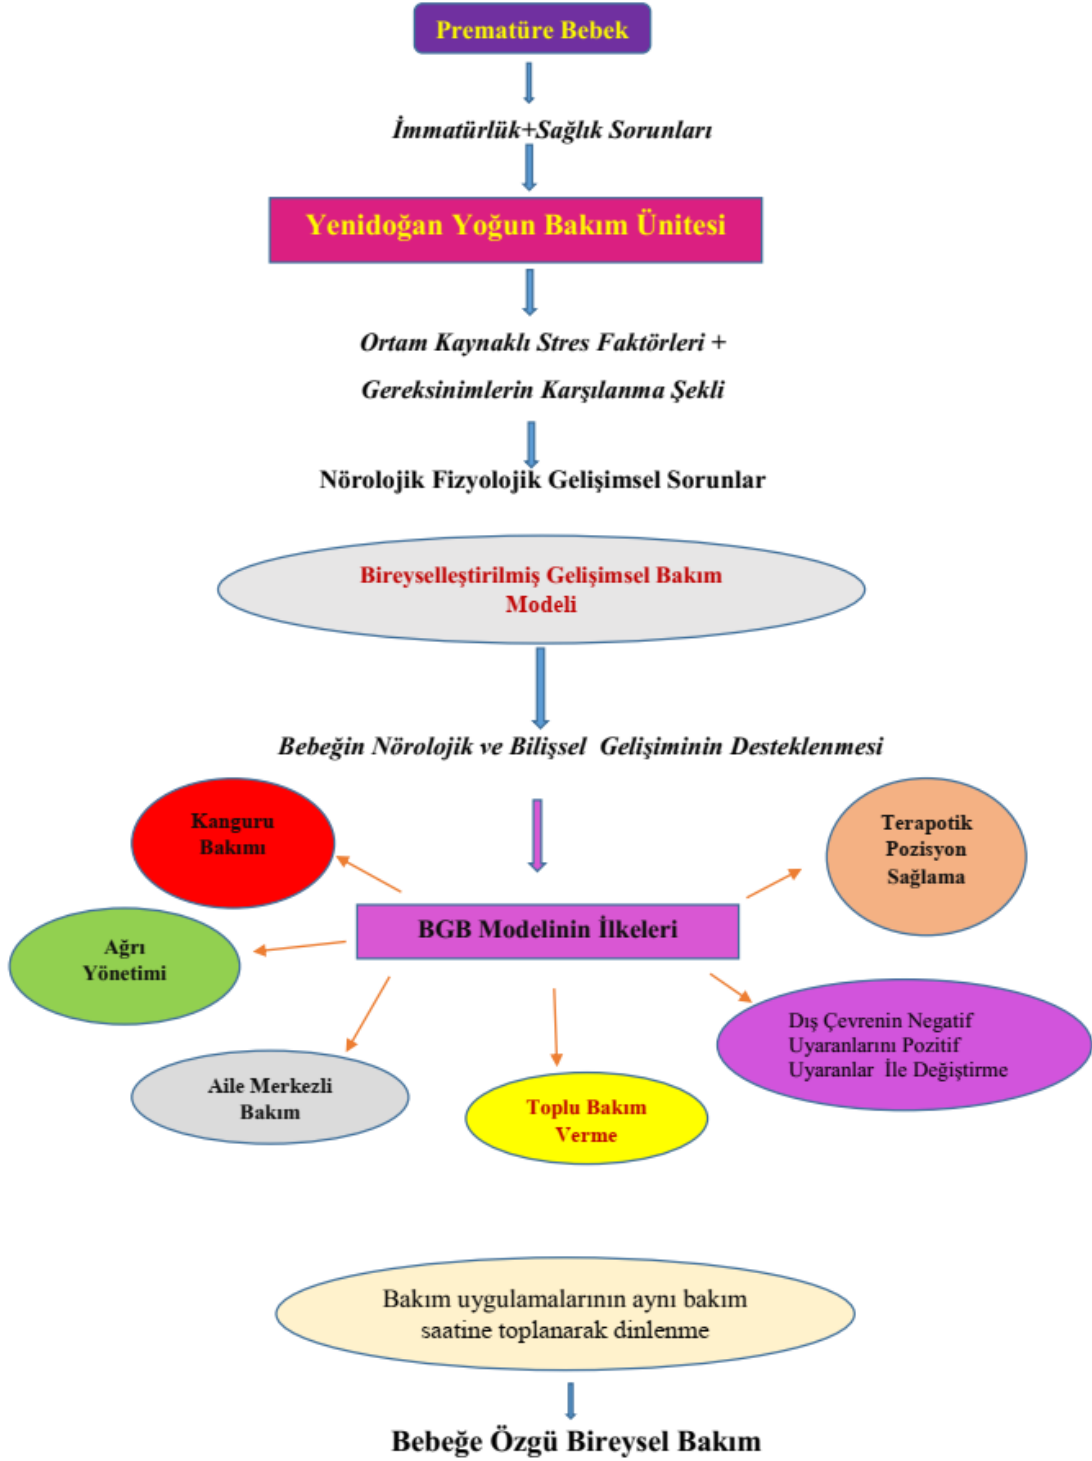 Prematüre Bebek
İmmatürlük+Sağlık Sorunları
Yenidoğan Yoğun Bakım Ünitesi
Ortam Kaynaklı Stres Faktörleri +
Gereksinimlerin Karşılanma Şekli
Nörolojik Fizyolojik Gelişimsel Sorunlar
Bireyselleştirilmiş Gelişimsel Bakım
Modeli
Bebeğin Nörolojik ve Bilişsel Gelişiminin Desteklenmesi
Kanguru
Bakımı
Terapotik
Pozisyon
Sağlama
BGB Modelinin İlkeleri
Ağrı
Yönetimi
Dış Çevrenin Negatif
Uyaranlarını Pozitif
Uyaranlar İle Değiştirme
Aile Merkezli
Bakım
Toplu Bakım
Verme
Bakım uygulamalarının aynı bakım
saatine toplanarak dinlenme
Bebeğe Özgü Bireysel Bakım